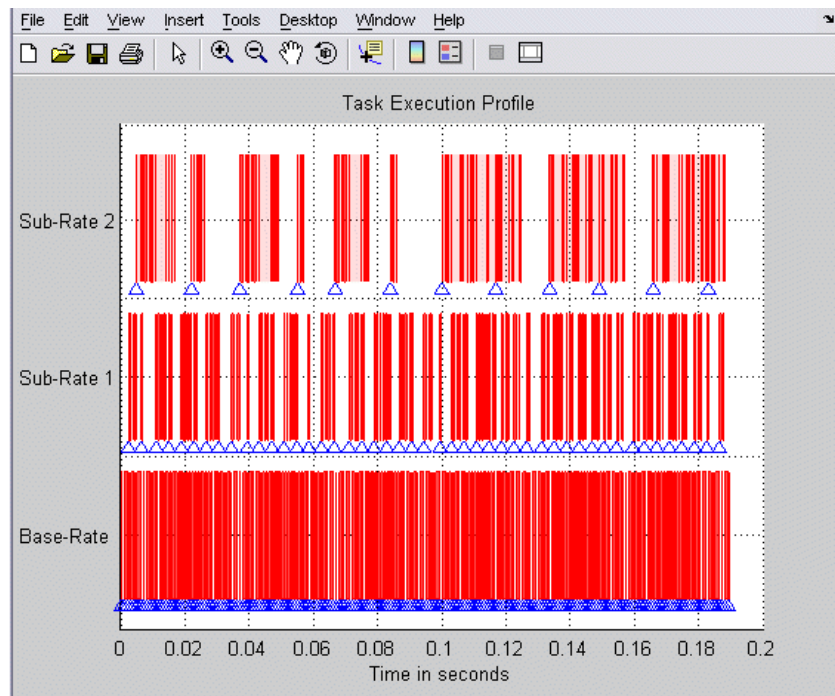 File Edit View Insert Tools Desktop Window Help
Task Execution Profile
Sub-Rate 2
Sub-Rate 1
Base-Rate
0 0.02 0.04 0.06 0.08 0.1 0.12 0.14 0.16 0.18 0.2
Time in seconds